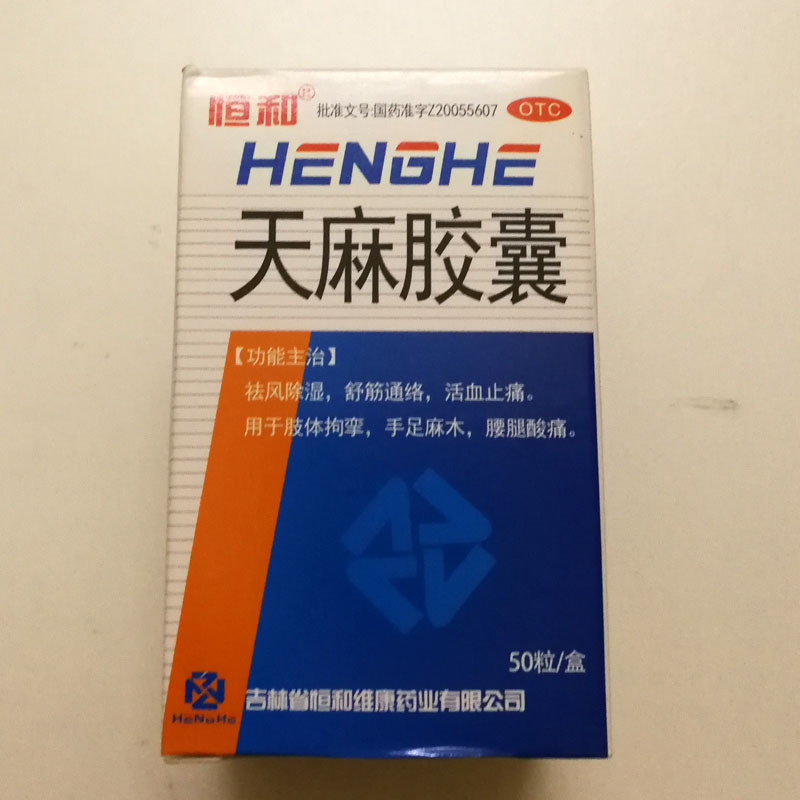 恒和® 批准文号:国药准字Z20055607 OTC
HENGHE
天麻胶囊
【功能主治】
祛风除湿，舒筋通络，活血止痛。
用于肢体拘挛，手足麻木，腰腿酸痛。
50粒/盒
吉林省恒和维康药业有限公司
HeNGHe